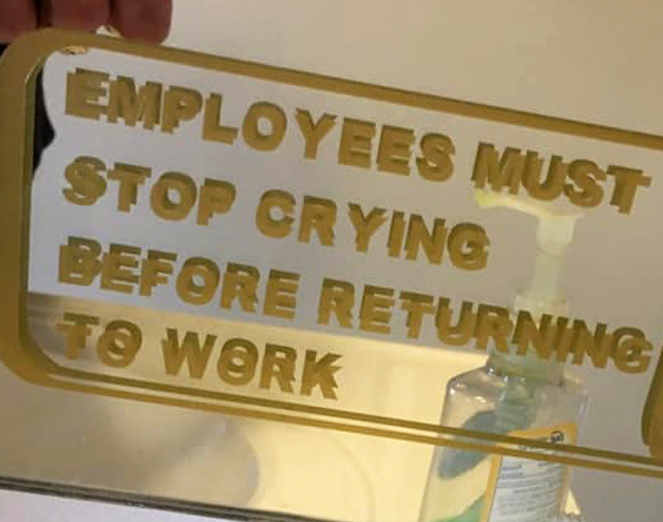 EMPLOYEES MUST
STOP CRYING
BEFORE RETURNING
TO WORK